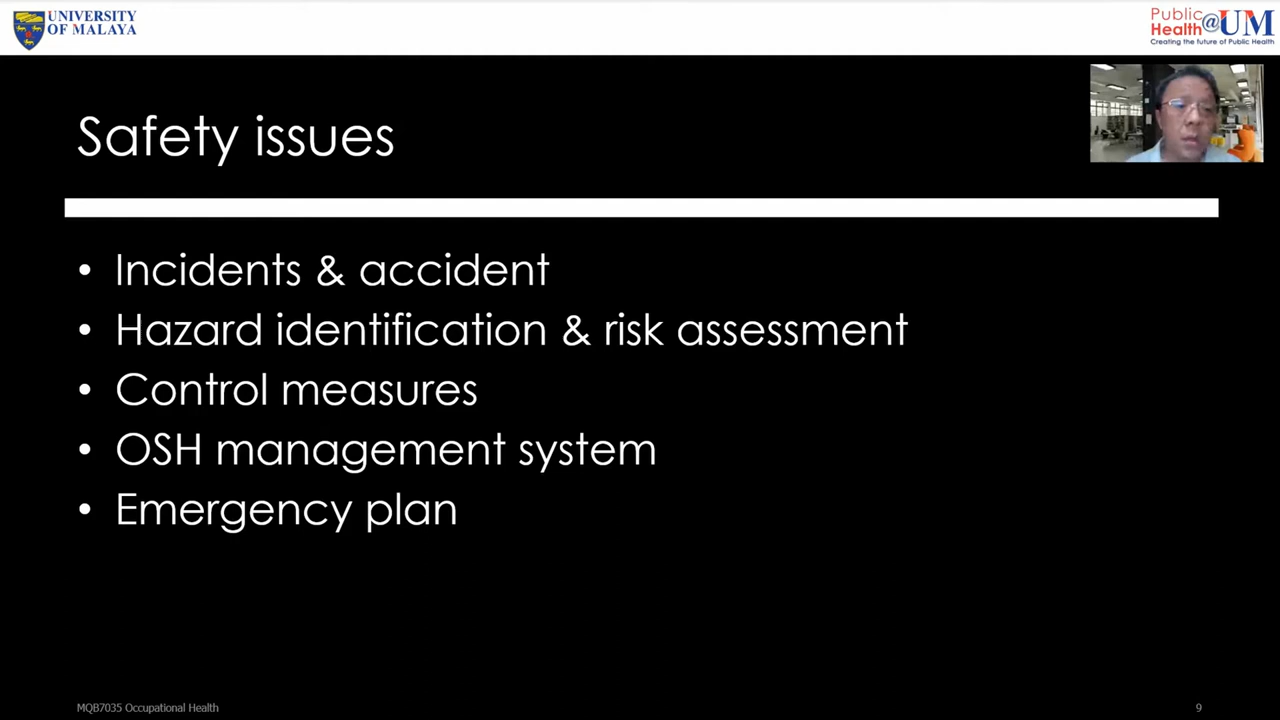 UNIVERSITY
OF MALAYA
Public
Health@UM
Creating the future of Public Health
Safety issues
• Incidents & accident
• Hazard identification & risk assessment
• Control measures
• OSH management system
• Emergency plan
MQB7035 Occupational Health
9